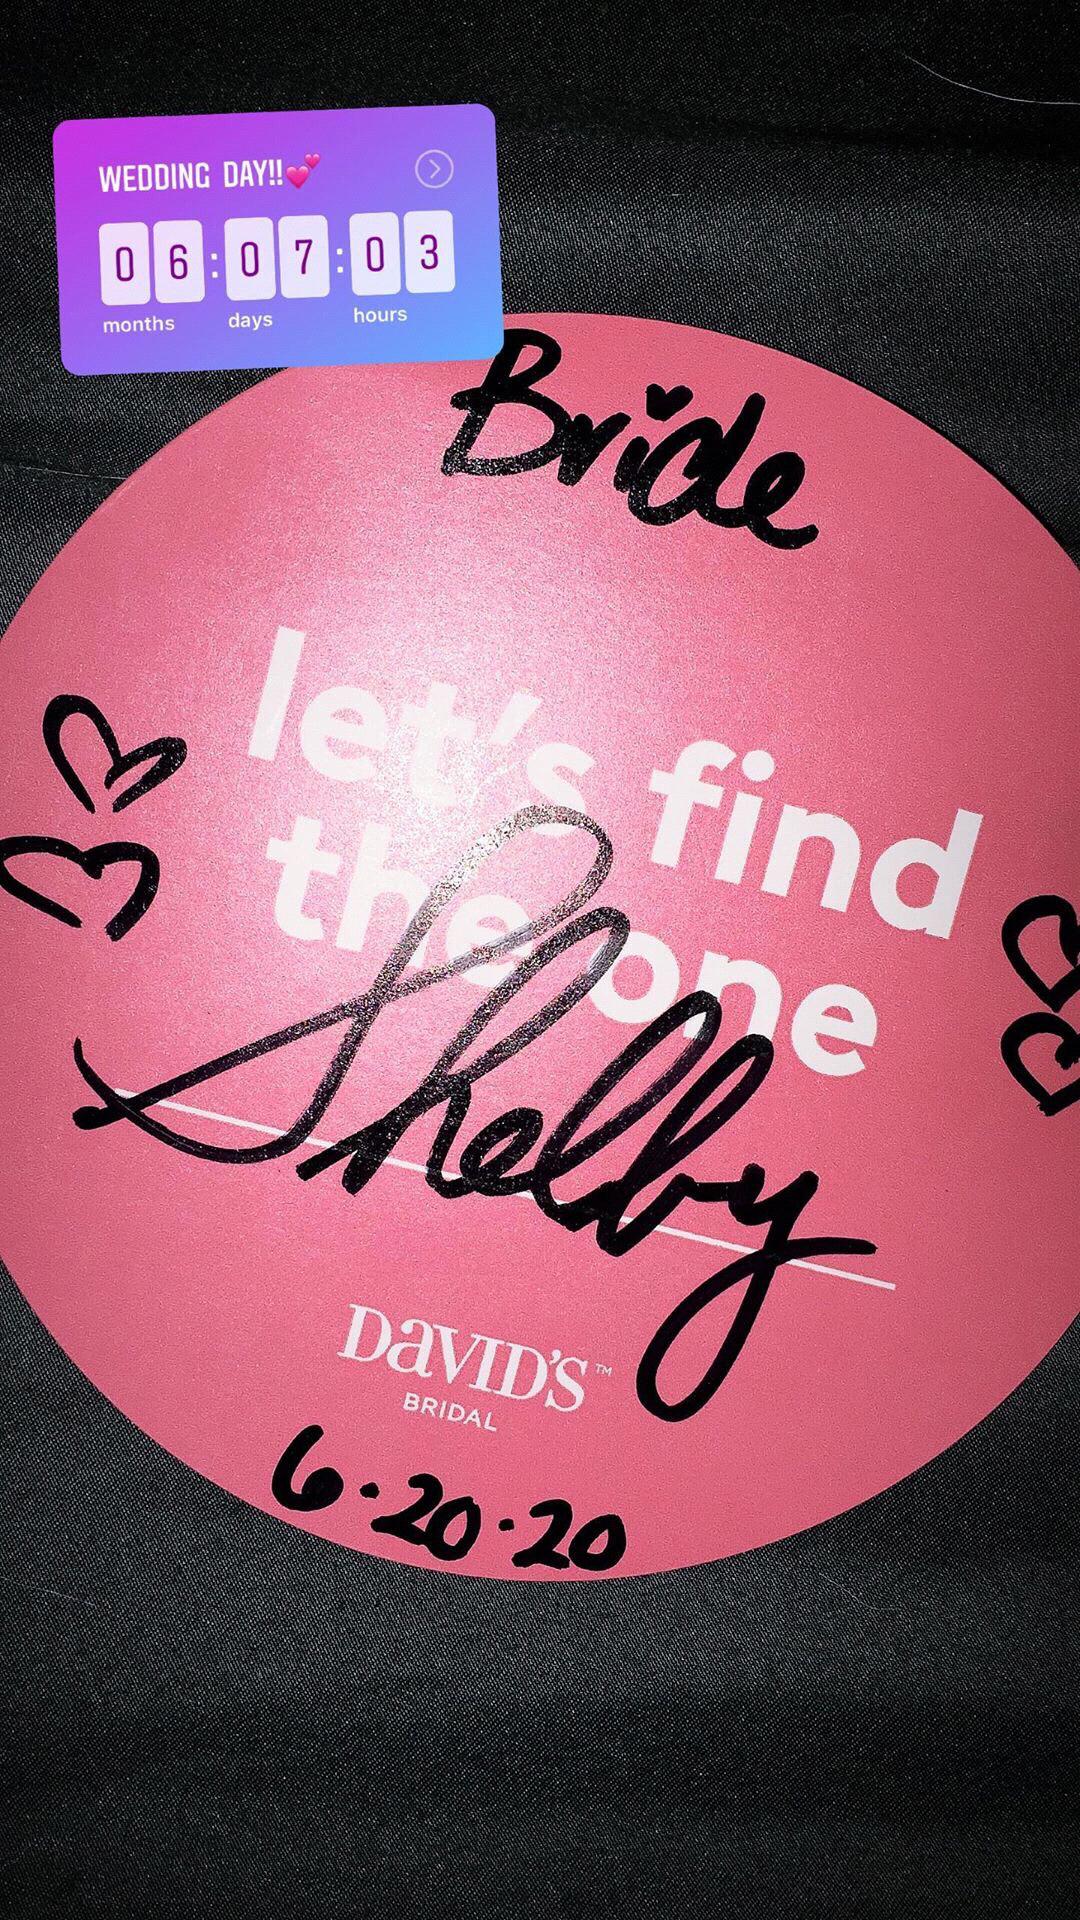 WEDDING DAY!!💕
06:07:03
months days hours
Bride
let's find
the one
Shelby
DaVID'S™
BRIDAL
6.20.20